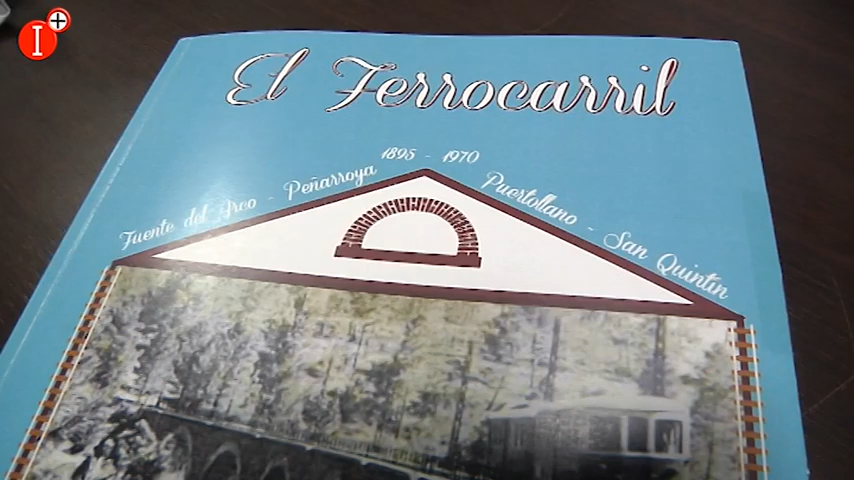 I+
El Ferrocarril
1895 - 1970
Fuente del Arco - Peñarroya
Puertollano - San Quintín